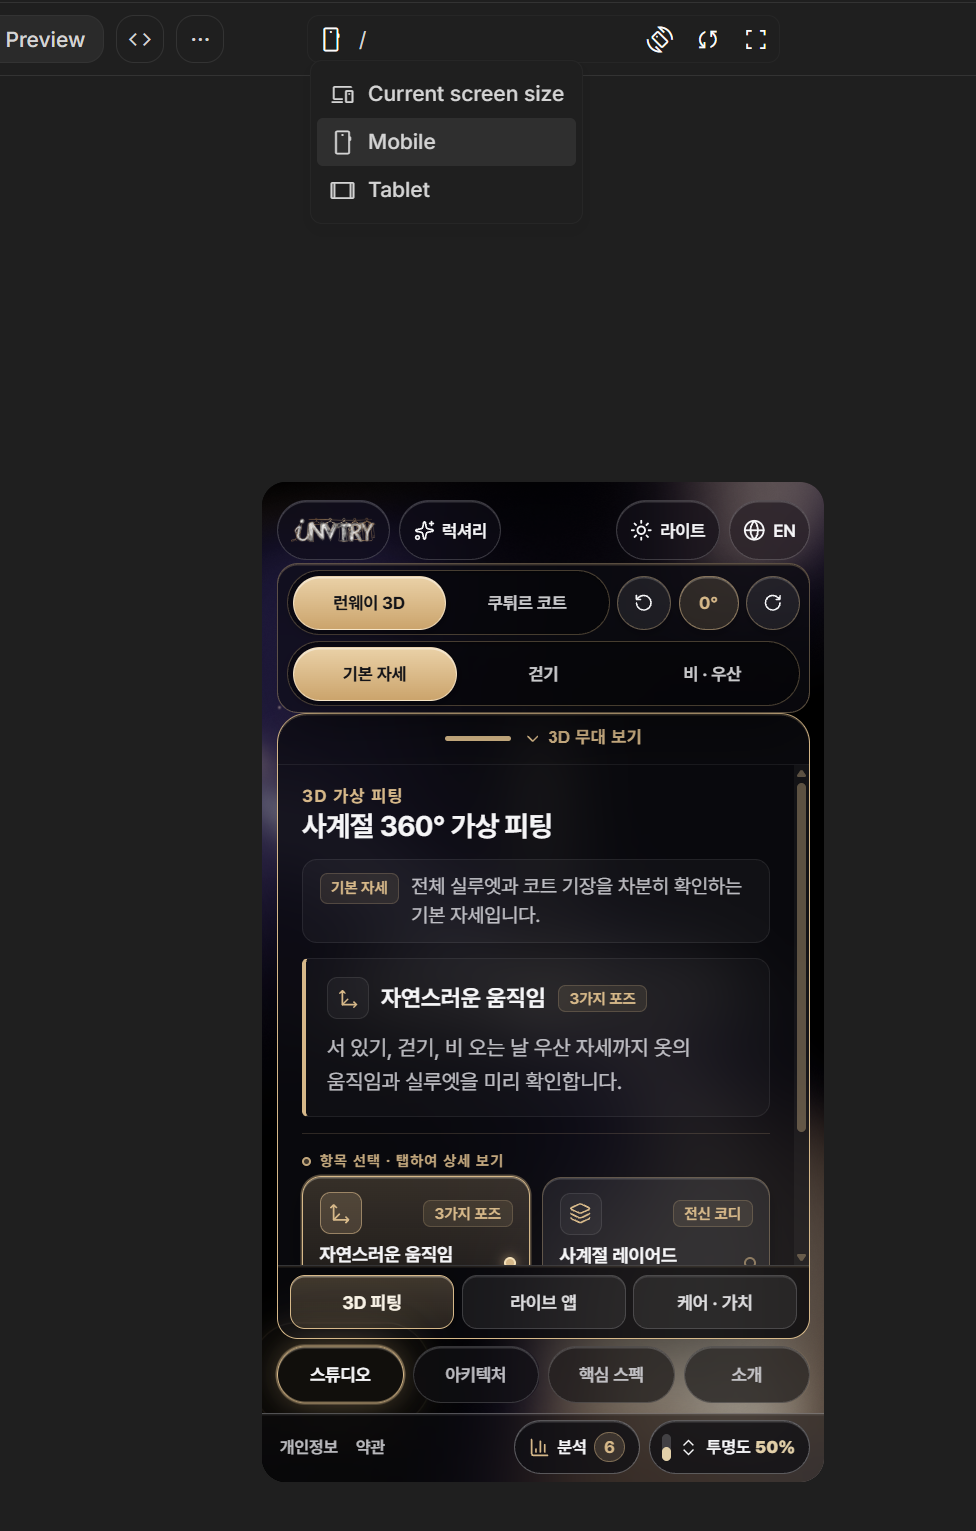 Preview
/
Current screen size
Mobile
Tablet
iNVTRY
럭셔리
라이트
EN
런웨이 3D
쿠튀르 코트
0°
기본 자세
걷기
비 · 우산
3D 무대 보기
3D 가상 피팅
사계절 360° 가상 피팅
기본 자세
전체 실루엣과 코트 기장을 차분히 확인하는
기본 자세입니다.
자연스러운 움직임
3가지 포즈
서 있기, 걷기, 비 오는 날 우산 자세까지 옷의
움직임과 실루엣을 미리 확인합니다.
항목 선택 · 탭하여 상세 보기
3가지 포즈
자연스러운 움직임
전신 코디
사계절 레이어드
3D 피팅
라이브 앱
케어 · 가치
스튜디오
아키텍처
핵심 스펙
소개
개인정보
약관
분석
6
투명도 50%